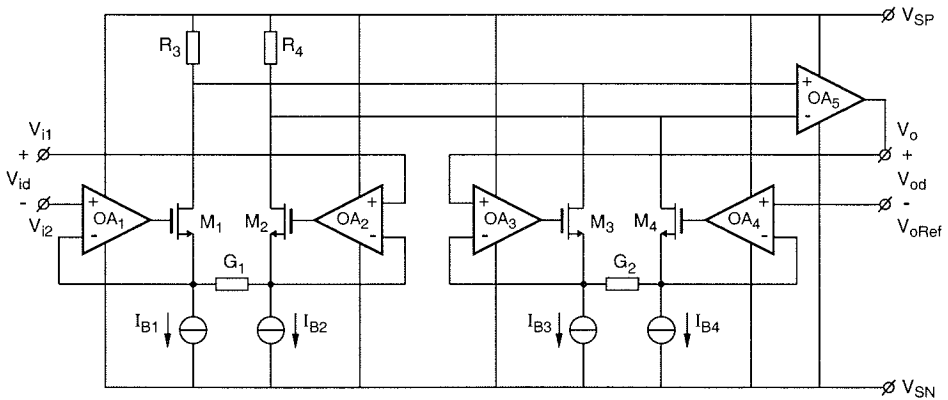 V_SP
R_3 R_4
+ OA_5 -
V_i1
+
V_id
-
V_i2
V_o
+
V_od
-
V_oRef
+ OA_1 -
M_1 M_2
+ OA_2 -
+ OA_3 -
M_3 M_4
+ OA_4 -
G_1
G_2
I_B1 I_B2
I_B3 I_B4
V_SN